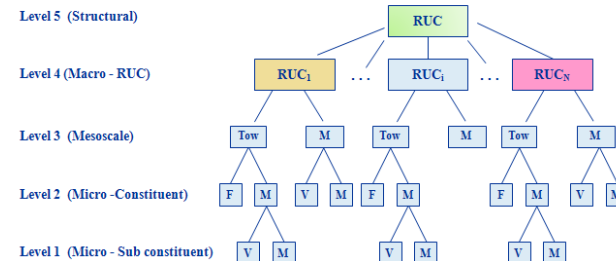 Level 5 (Structural) RUC
Level 4 (Macro - RUC) RUC1 ... RUCi ... RUCN
Level 3 (Mesoscale) Tow M Tow M Tow M
Level 2 (Micro -Constituent) F M V M F M F M V M
Level 1 (Micro - Sub constituent) V M V M V M